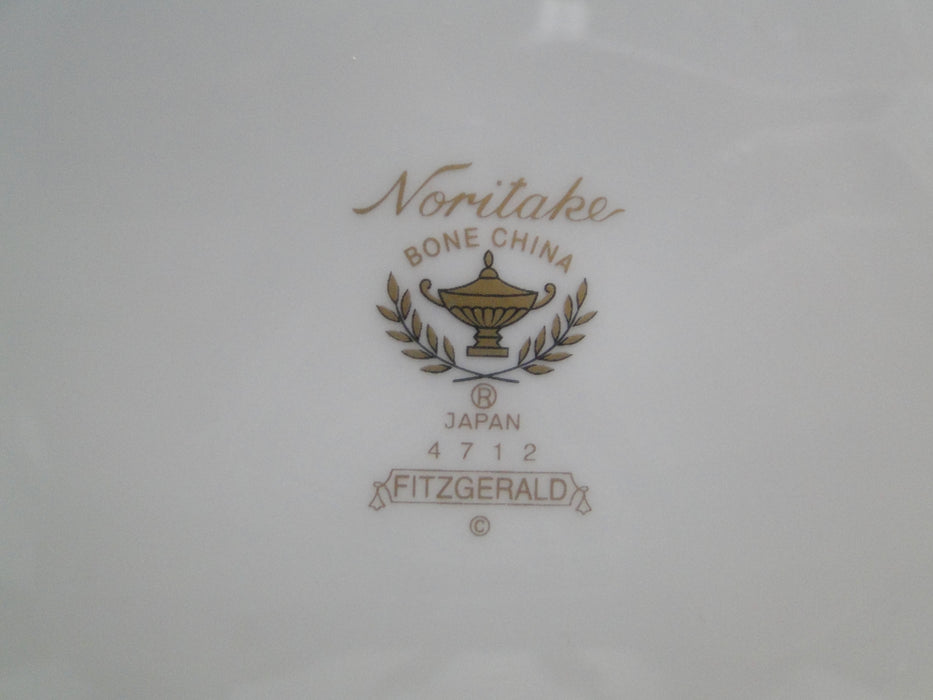 Noritake
BONE CHINA
®
JAPAN
4712
FITZGERALD
©